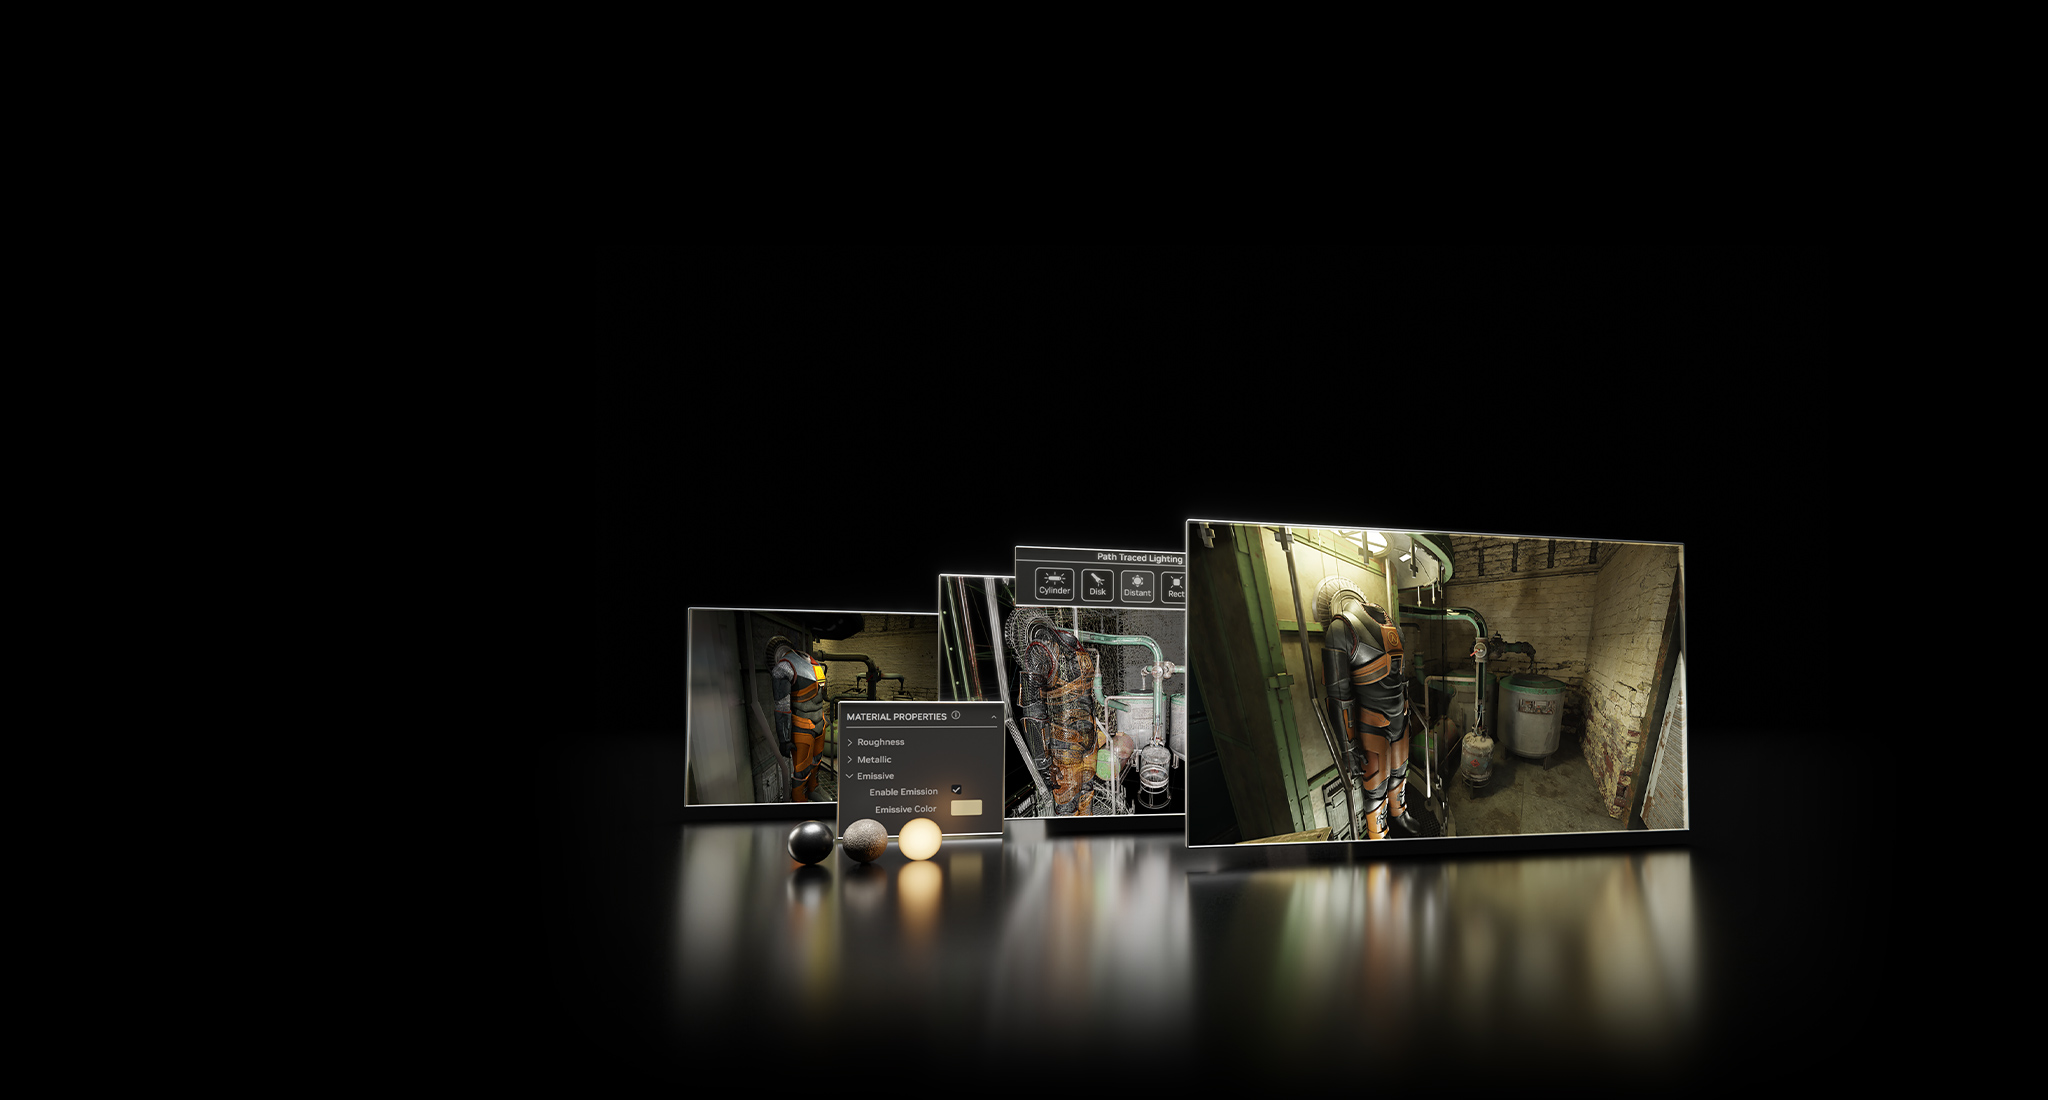 Path Traced Lighting
Cylinder
Disk
Distant
Rect
MATERIAL PROPERTIES
Roughness
Metallic
Emissive
Enable Emission
Emissive Color